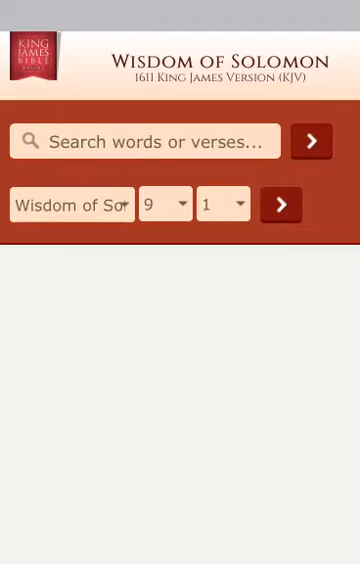 KING
JAMES
BIBLE
ONLINE
Wisdom of Solomon
1611 King James Version (KJV)
Search words or verses...
Wisdom of So
9
1